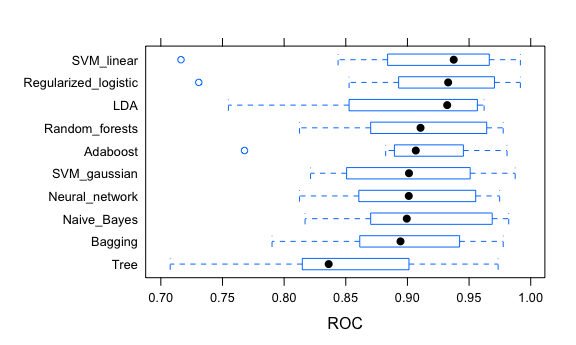 SVM_linear
Regularized_logistic
LDA
Random_forests
Adaboost
SVM_gaussian
Neural_network
Naive_Bayes
Bagging
Tree
0.70 0.75 0.80 0.85 0.90 0.95 1.00
ROC